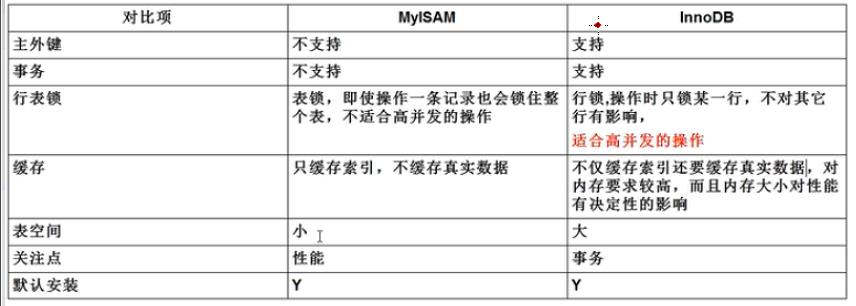 对比项 MyISAM InnoDB
主外键 不支持 支持
事务 不支持 支持
行表锁 表锁，即使操作一条记录也会锁住整 行锁,操作时只锁某一行，不对其它
个表，不适合高并发的操作 行有影响，
适合高并发的操作
缓存 只缓存索引，不缓存真实数据 不仅缓存索引还要缓存真实数据，对
内存要求较高，而且内存大小对性能
有决定性的影响
表空间 小 大
关注点 性能 事务
默认安装 Y Y